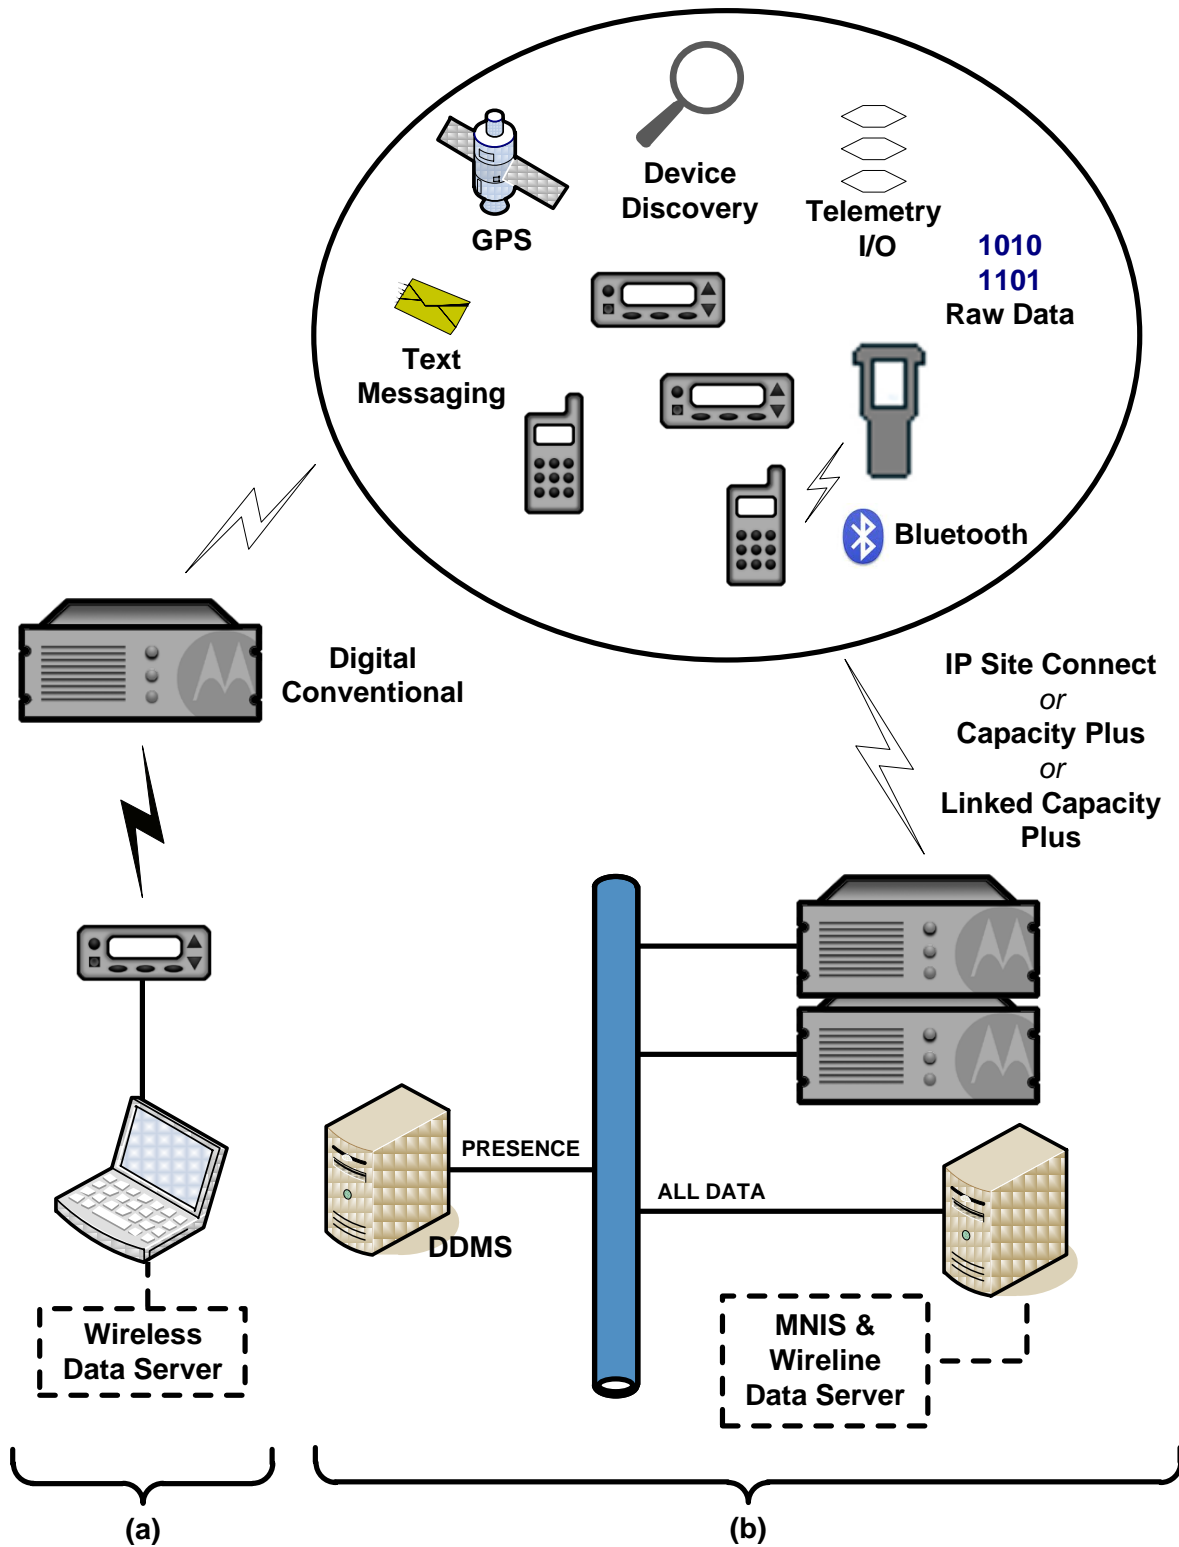 Device
Discovery
GPS
Telemetry
I/O
1010
1101
Raw Data
Text
Messaging
Bluetooth
Digital
Conventional
IP Site Connect
or
Capacity Plus
or
Linked Capacity
Plus
PRESENCE
ALL DATA
DDMS
Wireless
Data Server
MNIS &
Wireline
Data Server
(a)
(b)